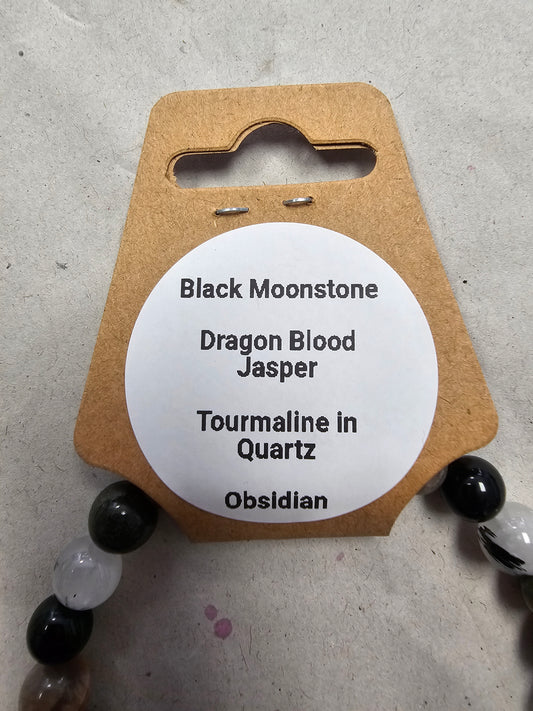 Black Moonstone
Dragon Blood
Jasper
Tourmaline in
Quartz
Obsidian